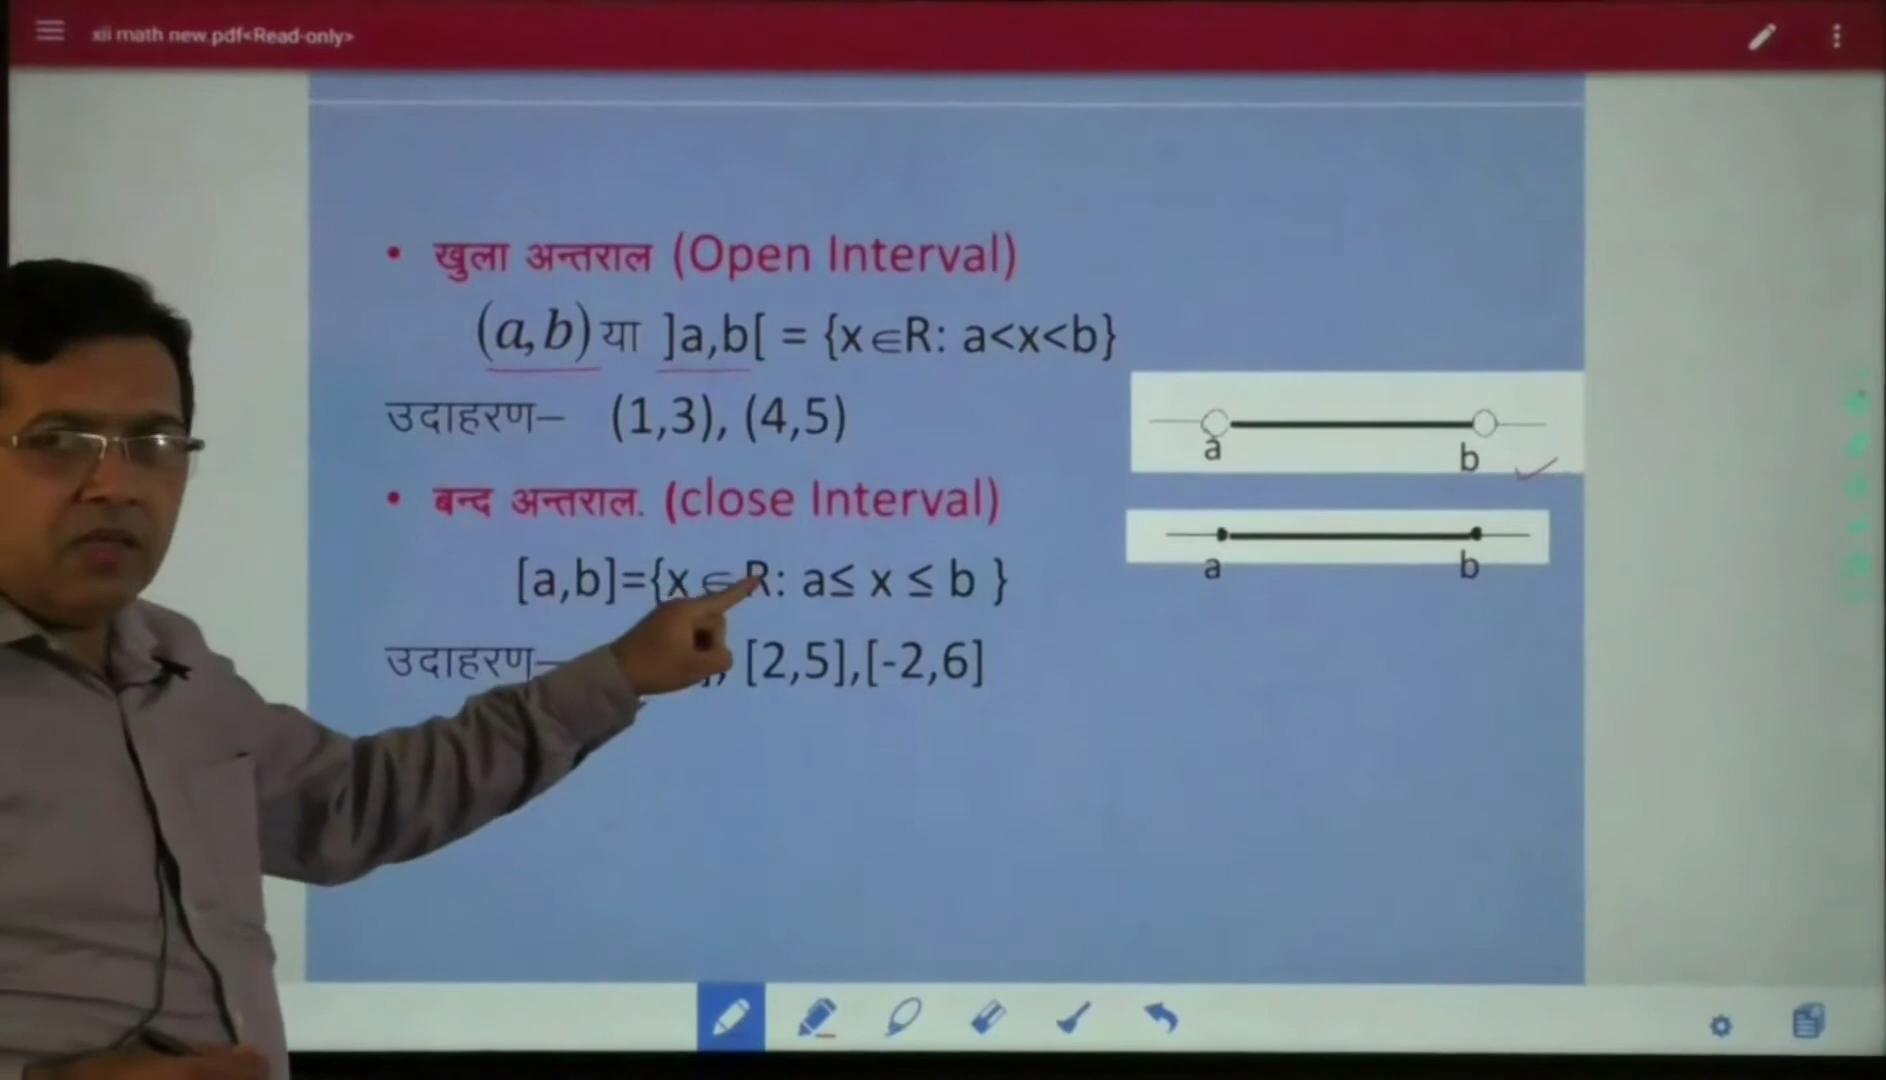 xii math new.pdf<Read-only>
• खुला अन्तराल (Open Interval)
(a,b) या ]a,b[ = {x∈R: a<x<b}
उदाहरण– (1,3), (4,5)
a b
• बन्द अन्तराल. (close Interval)
[a,b]={x∈R: a≤ x ≤ b }
a b
उदाहरण– ], [2,5],[-2,6]